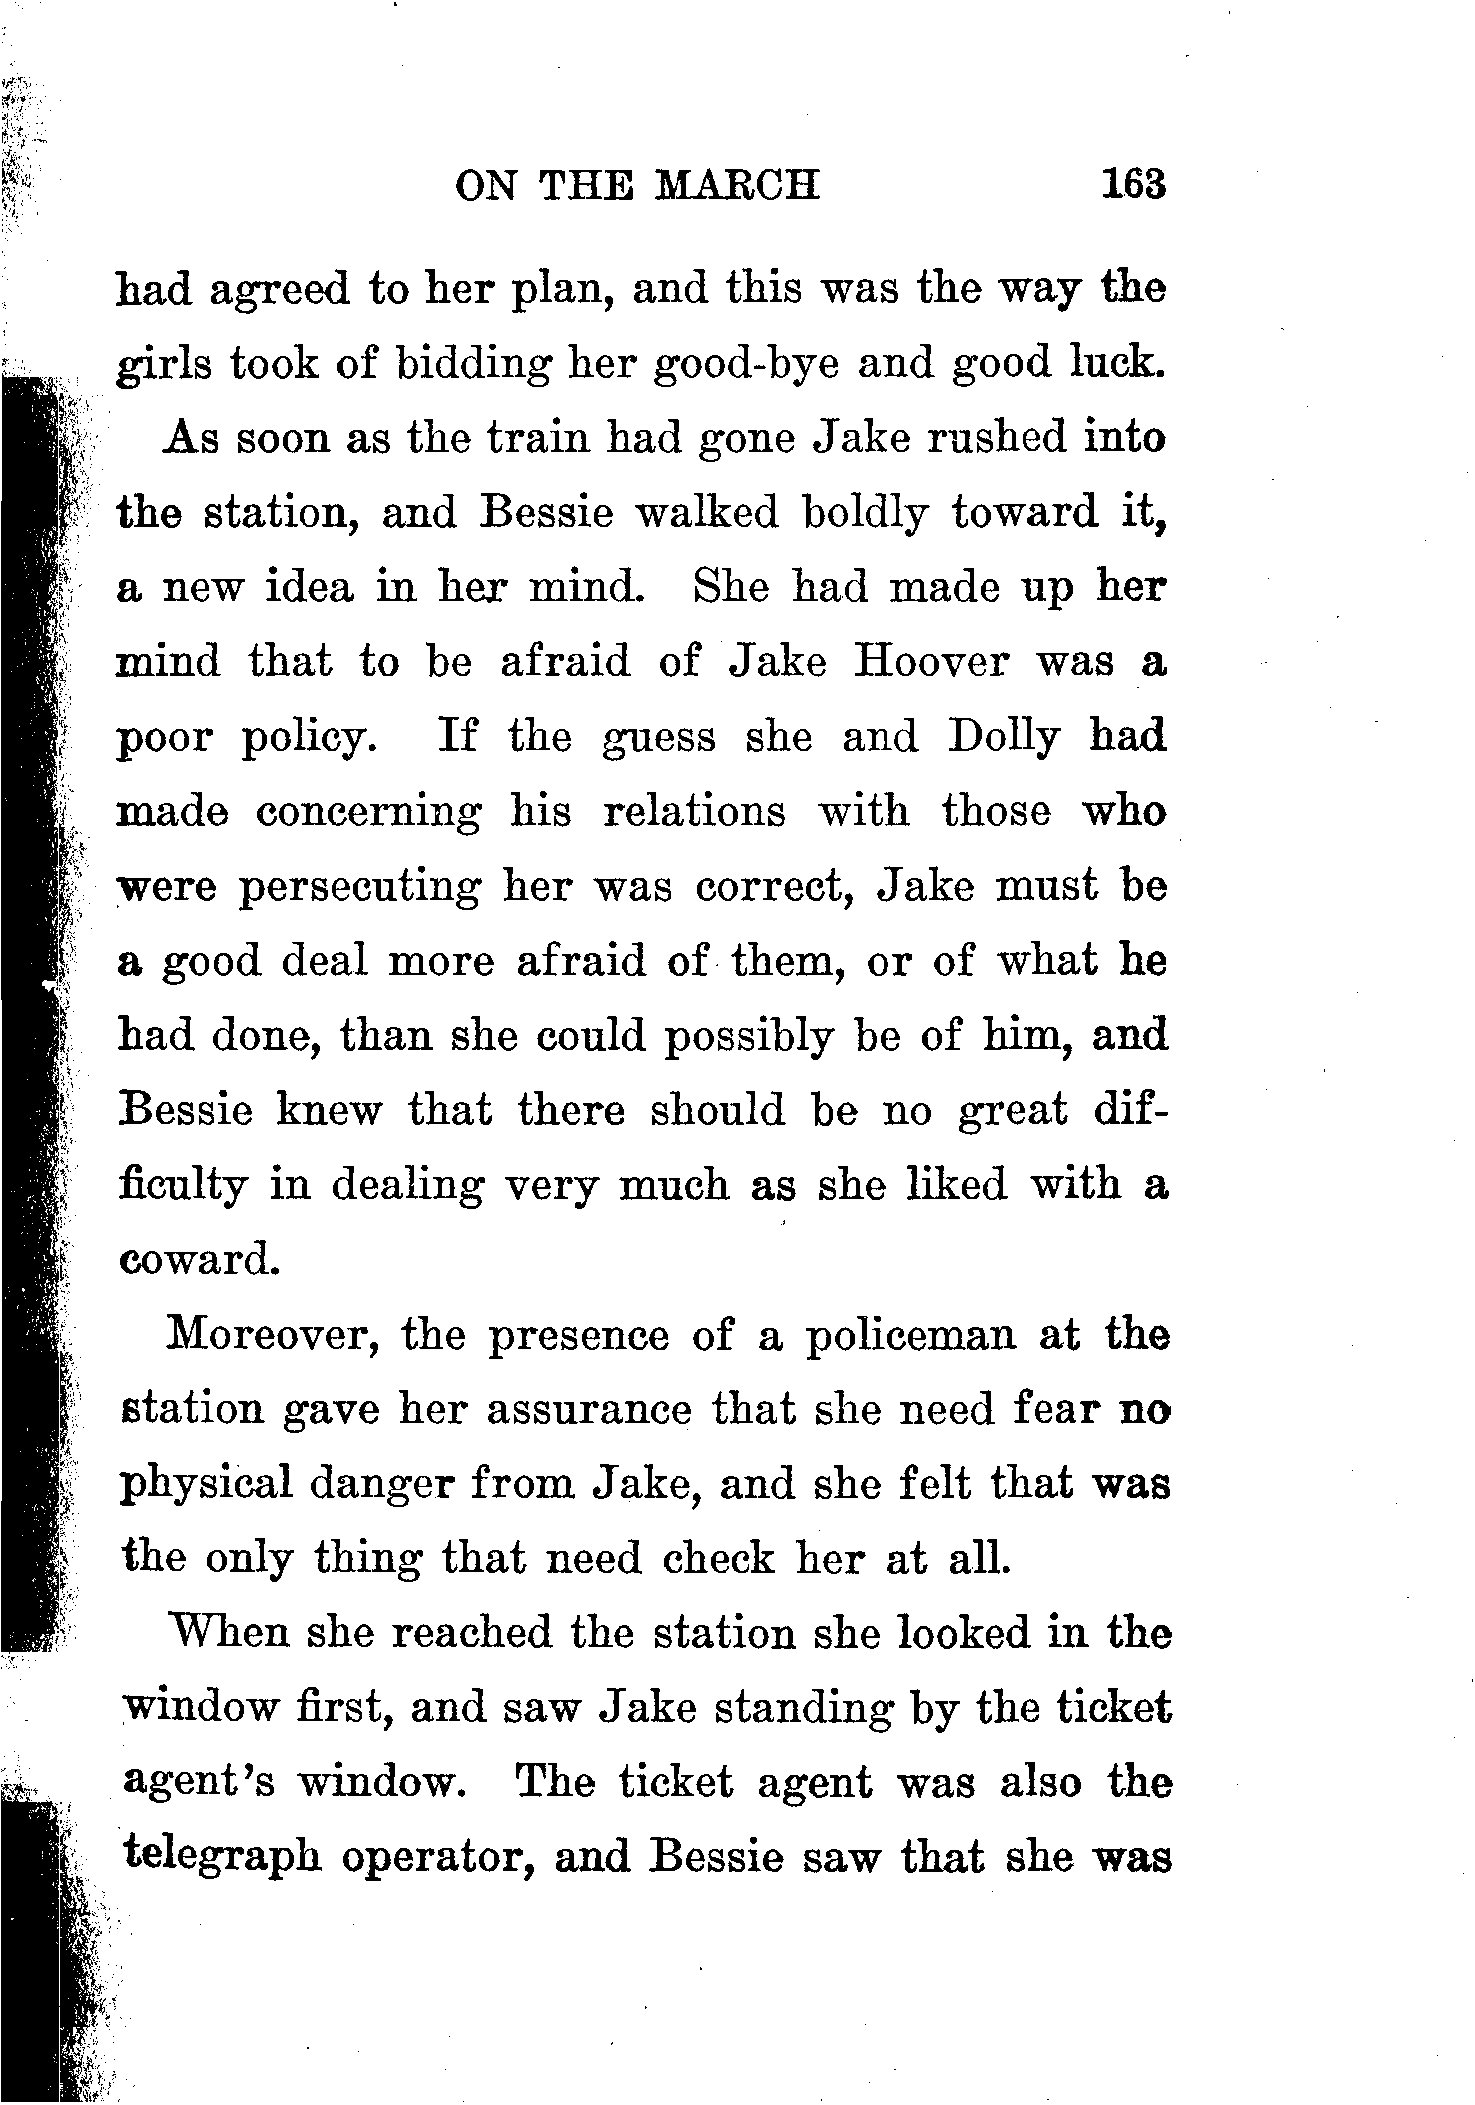 ON THE MARCH 163
had agreed to her plan, and this was the way the
girls took of bidding her good-bye and good luck.
As soon as the train had gone Jake rushed into
the station, and Bessie walked boldly toward it,
a new idea in her mind. She had made up her
mind that to be afraid of Jake Hoover was a
poor policy. If the guess she and Dolly had
made concerning his relations with those who
were persecuting her was correct, Jake must be
a good deal more afraid of them, or of what he
had done, than she could possibly be of him, and
Bessie knew that there should be no great dif-
ficulty in dealing very much as she liked with a
coward.
Moreover, the presence of a policeman at the
station gave her assurance that she need fear no
physical danger from Jake, and she felt that was
the only thing that need check her at all.
When she reached the station she looked in the
window first, and saw Jake standing by the ticket
agent's window. The ticket agent was also the
telegraph operator, and Bessie saw that she was